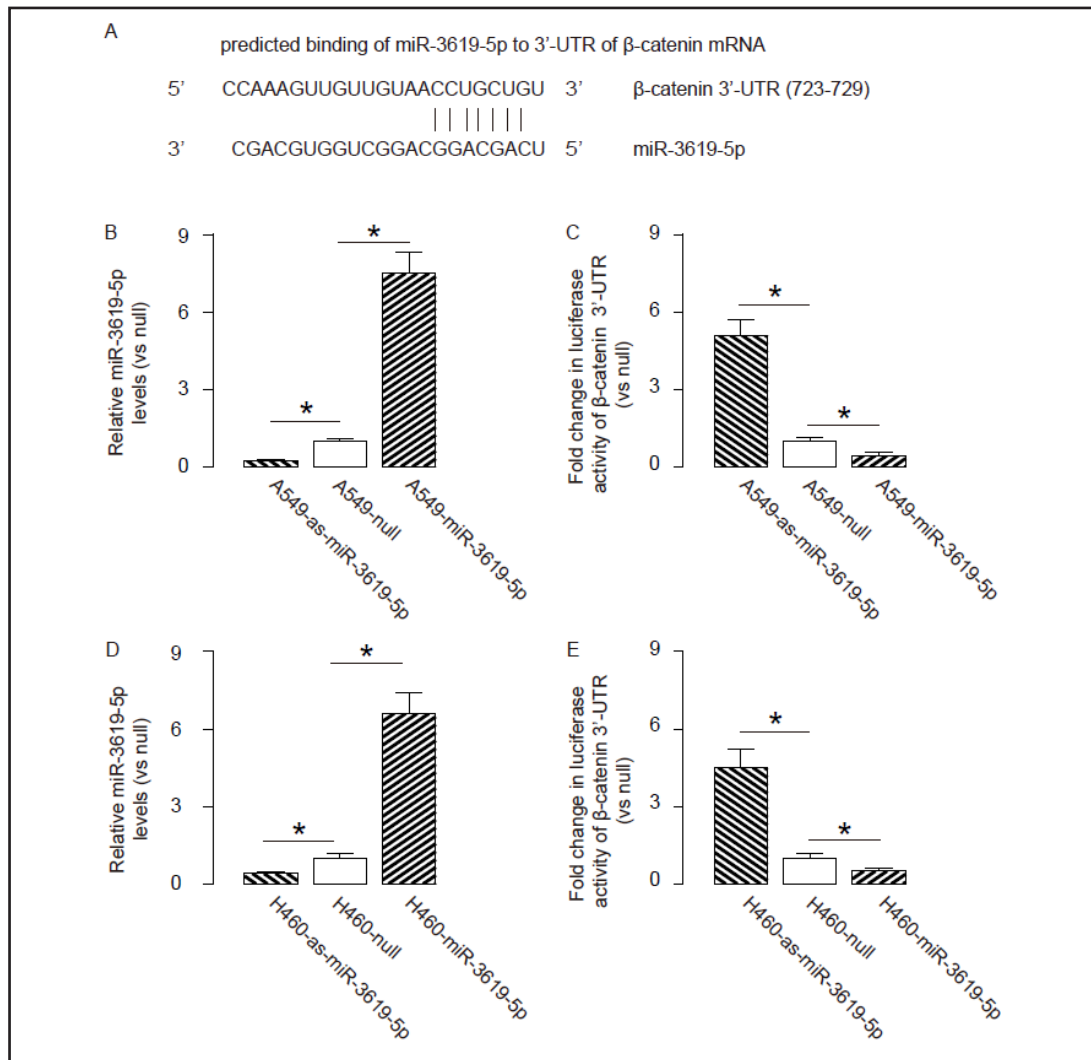 A
predicted binding of miR-3619-5p to 3'-UTR of β-catenin mRNA
5' CCAAAGUUGUUGUAACCUGCUGU 3' β-catenin 3'-UTR (723-729)
3' CGACGUGGUCGGACGGACGACU 5' miR-3619-5p
B
Relative miR-3619-5p
levels (vs null)
9
6
3
0
*
*
A549-as-miR-3619-5p
A549-null
A549-miR-3619-5p
C
Fold change in luciferase
activity of β-catenin 3'-UTR
(vs null)
9
6
3
0
*
*
A549-as-miR-3619-5p
A549-null
A549-miR-3619-5p
D
Relative miR-3619-5p
levels (vs null)
9
6
3
0
*
*
H460-as-miR-3619-5p
H460-null
H460-miR-3619-5p
E
Fold change in luciferase
activity of β-catenin 3'-UTR
(vs null)
9
6
3
0
*
*
H460-as-miR-3619-5p
H460-null
H460-miR-3619-5p